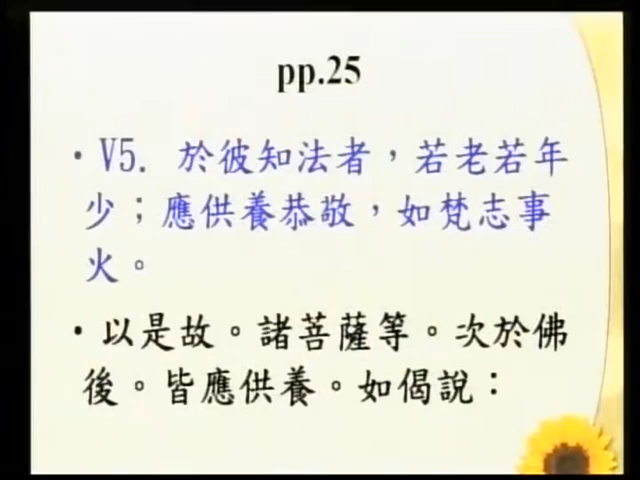 pp.25
•V5. 於彼知法者，若老若年
少；應供養恭敬，如梵志事
火。
•以是故。諸菩薩等。次於佛
後。皆應供養。如偈說：